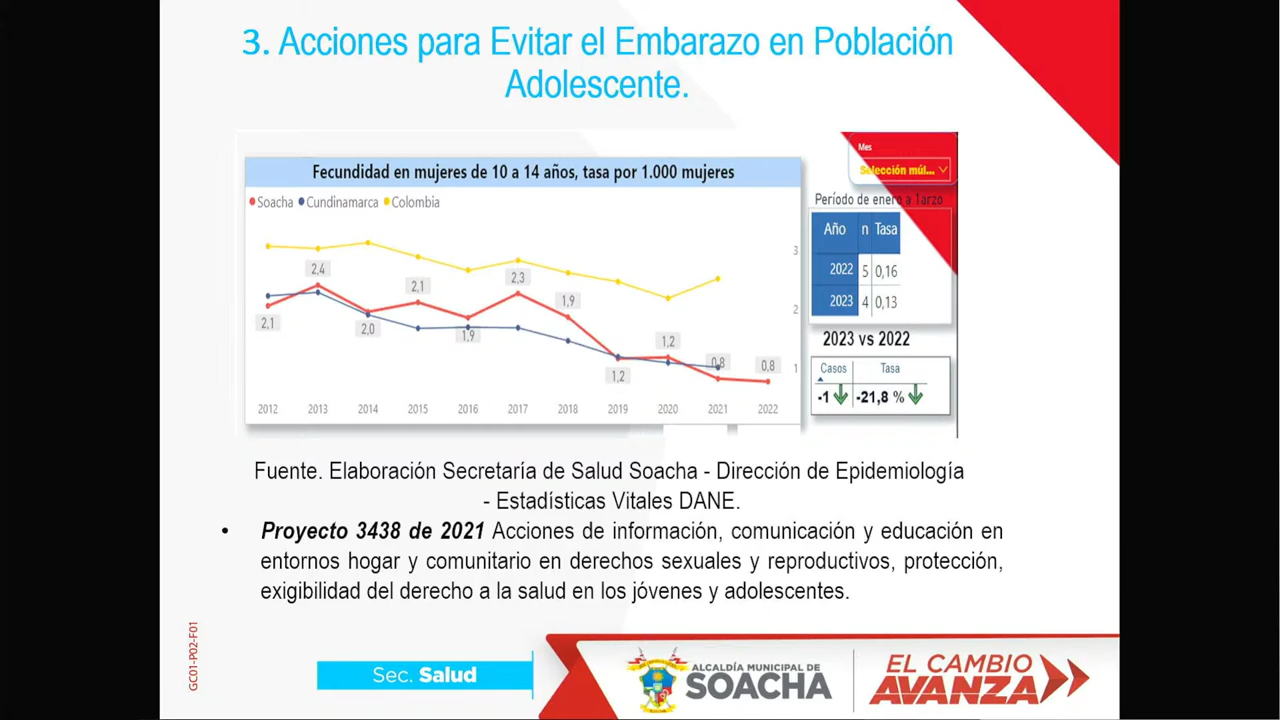 3. Acciones para Evitar el Embarazo en Población
Adolescente.
Fecundidad en mujeres de 10 a 14 años, tasa por 1.000 mujeres
Soacha Cundinamarca Colombia
3
2
1
2,1
2,4
2,0
2,1
1,9
2,3
1,9
1,2
1,2
0,8
0,8
2012 2013 2014 2015 2016 2017 2018 2019 2020 2021 2022
Mes
Selección múl...
Período de enero a 1arzo
Año n Tasa
2022 5 0,16
2023 4 0,13
2023 vs 2022
Casos Tasa
-1 -21,8 %
Fuente. Elaboración Secretaría de Salud Soacha - Dirección de Epidemiología
- Estadísticas Vitales DANE.
• Proyecto 3438 de 2021 Acciones de información, comunicación y educación en
entornos hogar y comunitario en derechos sexuales y reproductivos, protección,
exigibilidad del derecho a la salud en los jóvenes y adolescentes.
GC01-P02-F01
Sec. Salud
ALCALDÍA MUNICIPAL DE
SOACHA
EL CAMBIO
AVANZA